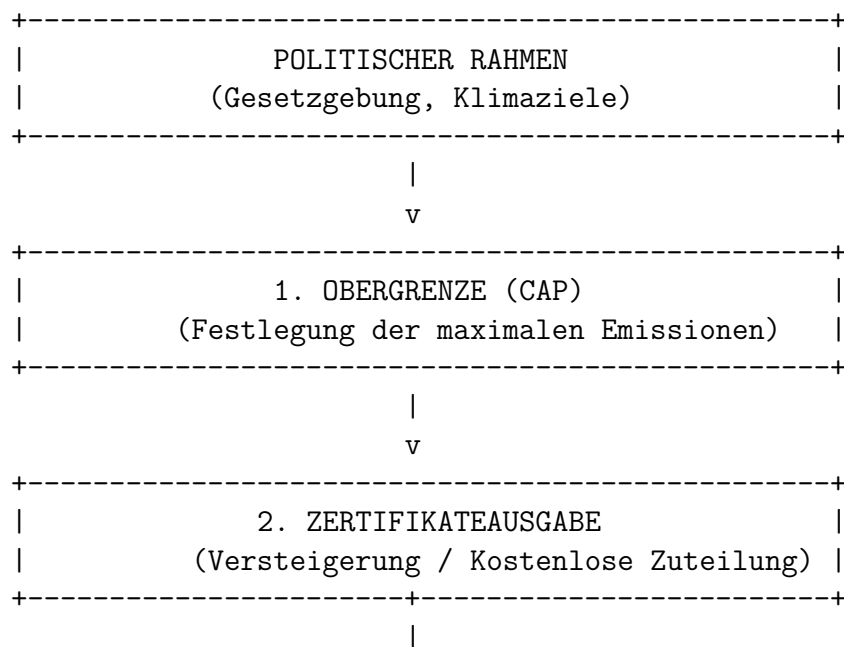 POLITISCHER RAHMEN
(Gesetzgebung, Klimaziele)
v
1. OBERGRENZE (CAP)
(Festlegung der maximalen Emissionen)
v
2. ZERTIFIKATEAUSGABE
(Versteigerung / Kostenlose Zuteilung)